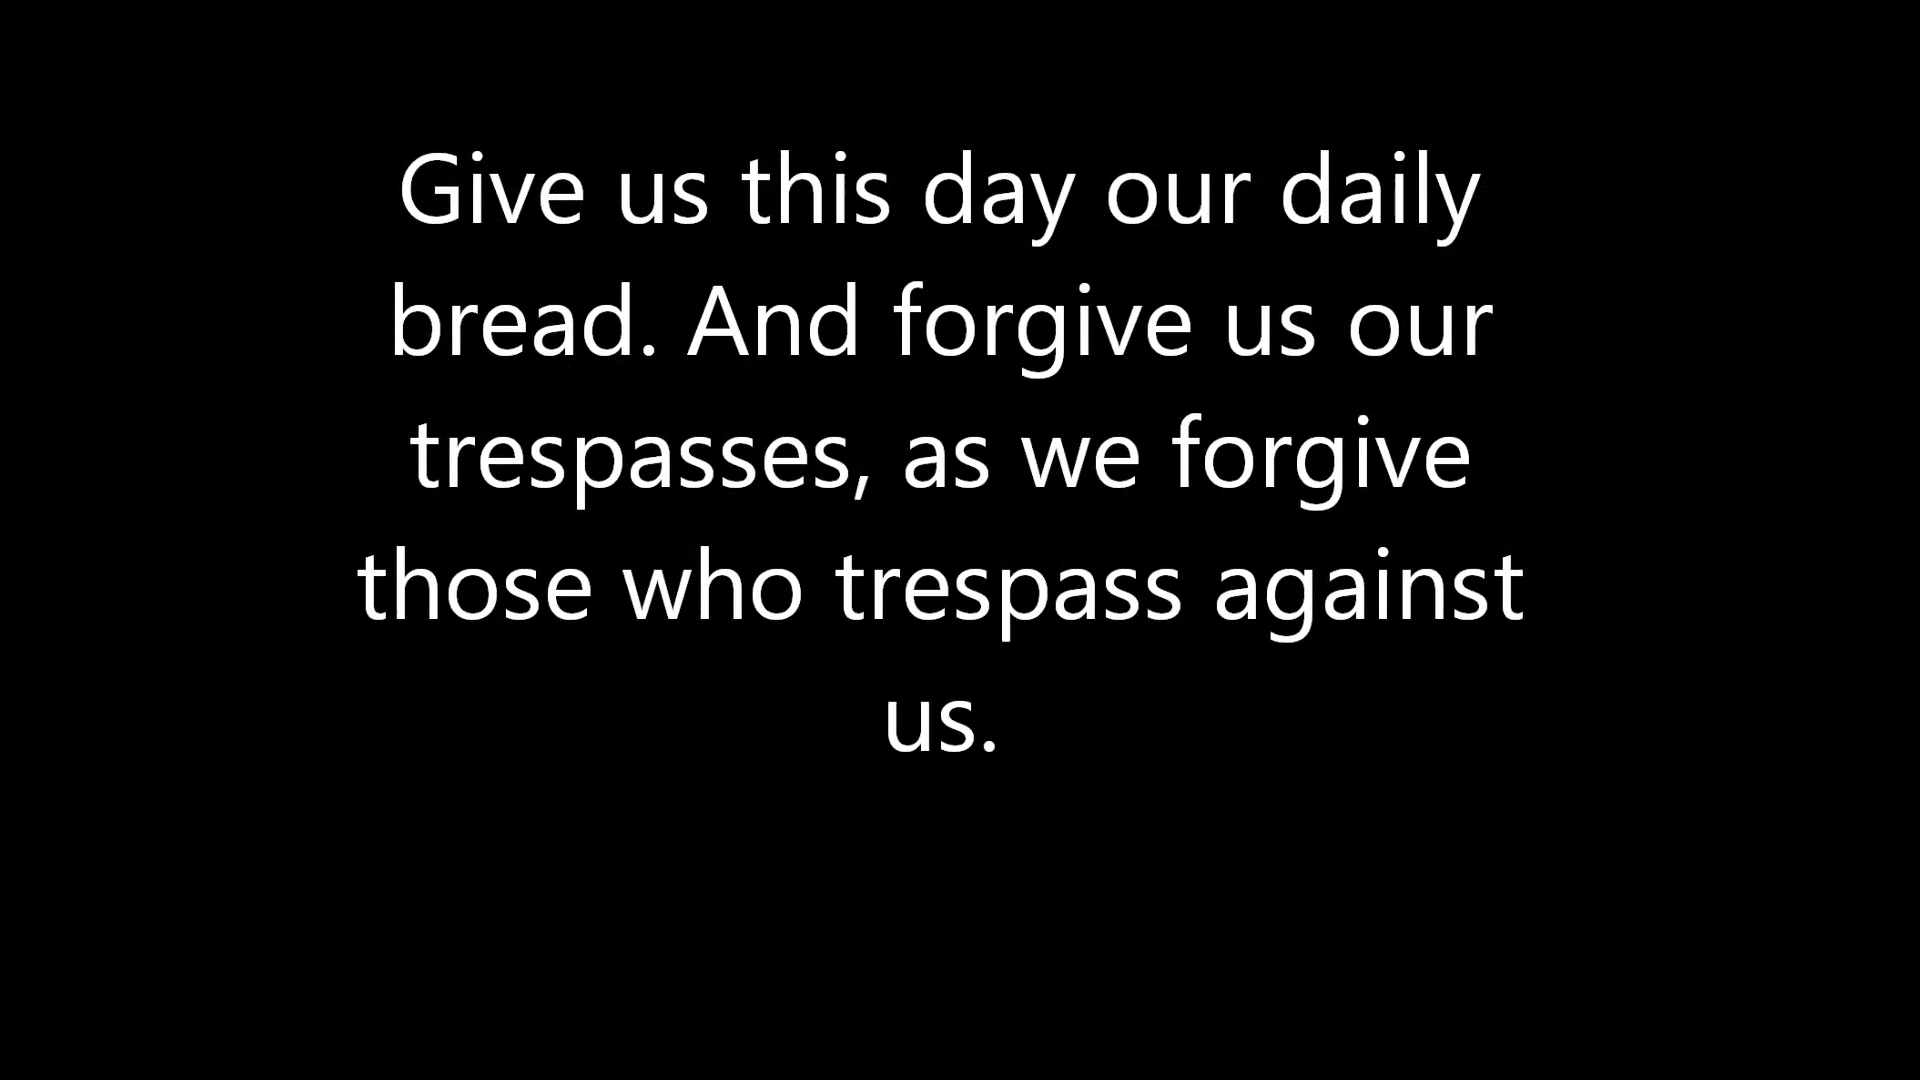 Give us this day our daily
bread. And forgive us our
trespasses, as we forgive
those who trespass against
us.